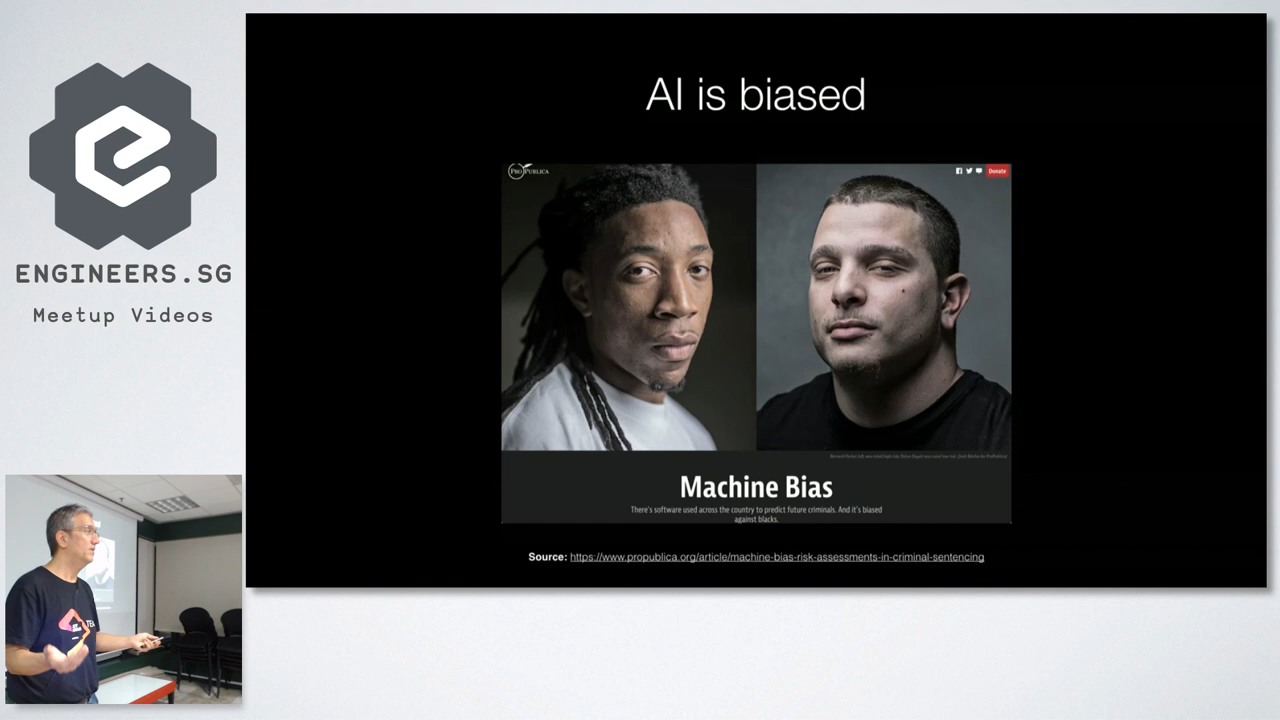 ENGINEERS.SG
Meetup Videos
AI is biased
PROPUBLICA
Donate
Machine Bias
There's software used across the country to predict future criminals. And it's biased
against blacks.
Source: https://www.propublica.org/article/machine-bias-risk-assessments-in-criminal-sentencing